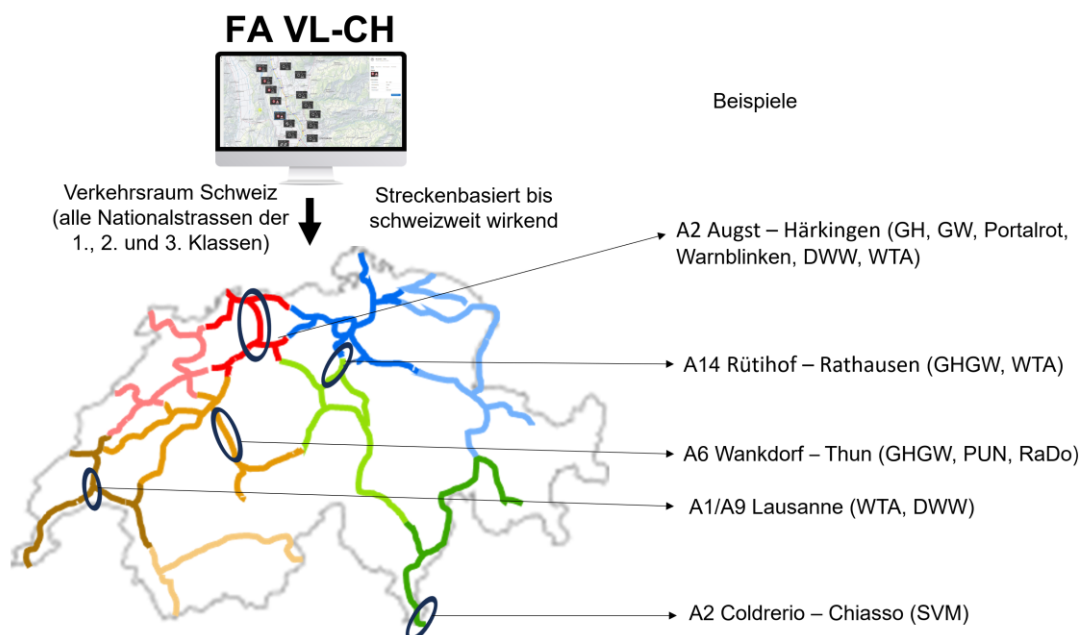 FA VL-CH
Beispiele
Verkehrsraum Schweiz
(alle Nationalstrassen der
1., 2. und 3. Klassen)
Streckenbasiert bis
schweizweit wirkend
A2 Augst – Härkingen (GH, GW, Portalrot,
Warnblinken, DWW, WTA)
A14 Rütihof – Rathausen (GHGW, WTA)
A6 Wankdorf – Thun (GHGW, PUN, RaDo)
A1/A9 Lausanne (WTA, DWW)
A2 Coldrerio – Chiasso (SVM)